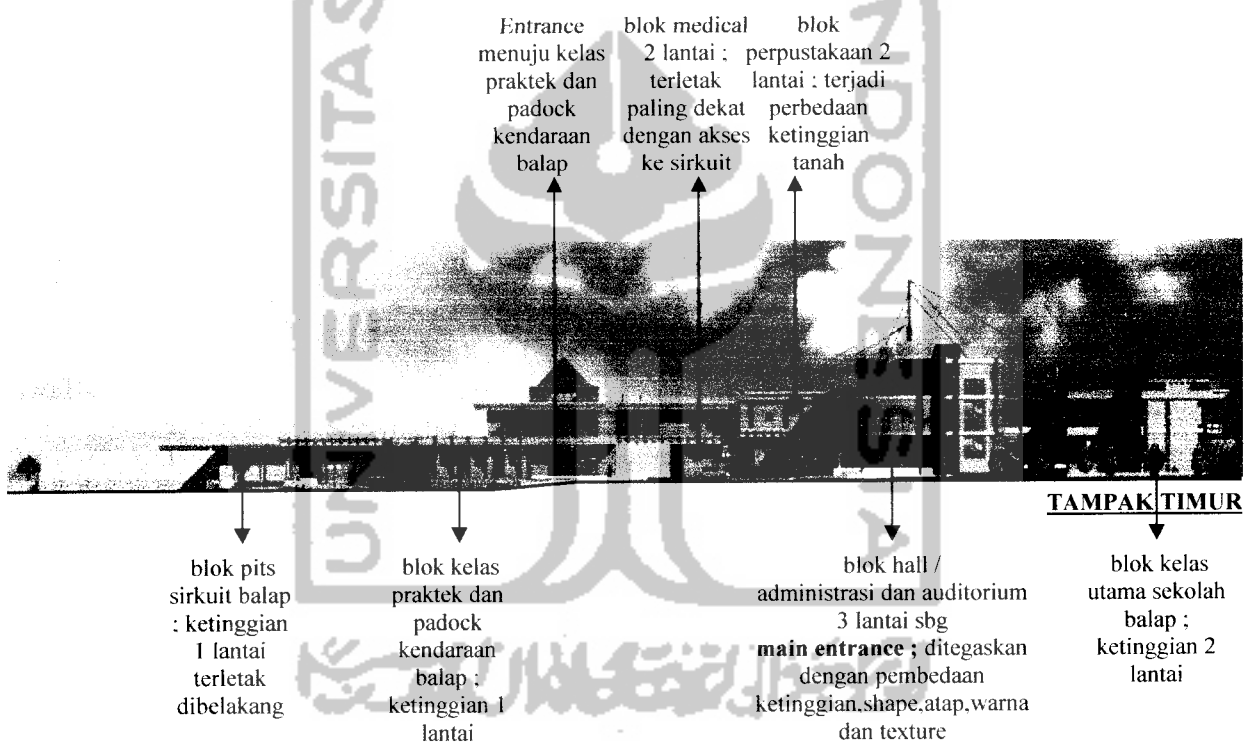 Entrance
menuju kelas
praktek dan
padock
kendaraan
balap
blok medical
2 lantai ;
terletak
paling dekat
dengan akses
ke sirkuit
blok
perpustakaan 2
lantai ; terjadi
perbedaan
ketinggian
tanah
TAMPAK TIMUR
blok pits
sirkuit balap
: ketinggian
1 lantai
terletak
dibelakang
blok kelas
praktek dan
padock
kendaraan
balap ;
ketinggian 1
lantai
blok hall /
administrasi dan auditorium
3 lantai sbg
main entrance ; ditegaskan
dengan pembedaan
ketinggian,shape,atap,warna
dan texture
blok kelas
utama sekolah
balap ;
ketinggian 2
lantai
UNIVERSITAS
INDONESIA